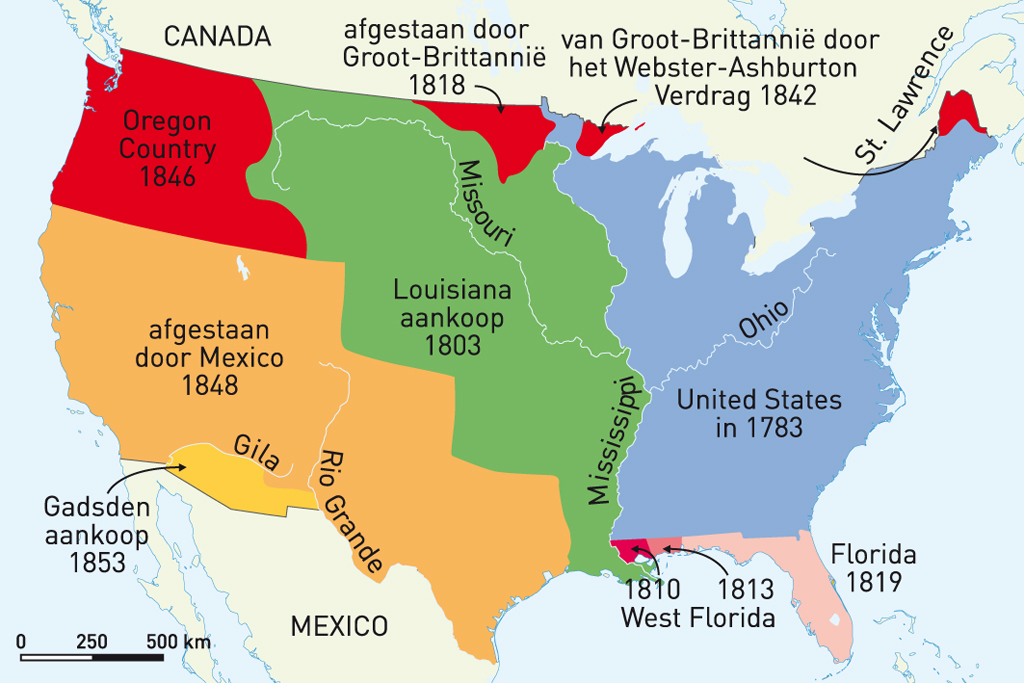 CANADA
afgestaan door
Groot-Brittannië
1818
van Groot-Brittannië door
het Webster-Ashburton
Verdrag 1842
St. Lawrence
Oregon
Country
1846
Missouri
Louisiana
aankoop
1803
Ohio
afgestaan
door Mexico
1848
United States
in 1783
Mississippi
Gila
Rio Grande
Gadsden
aankoop
1853
Florida
1819
1810
1813
West Florida
MEXICO
0 250 500 km